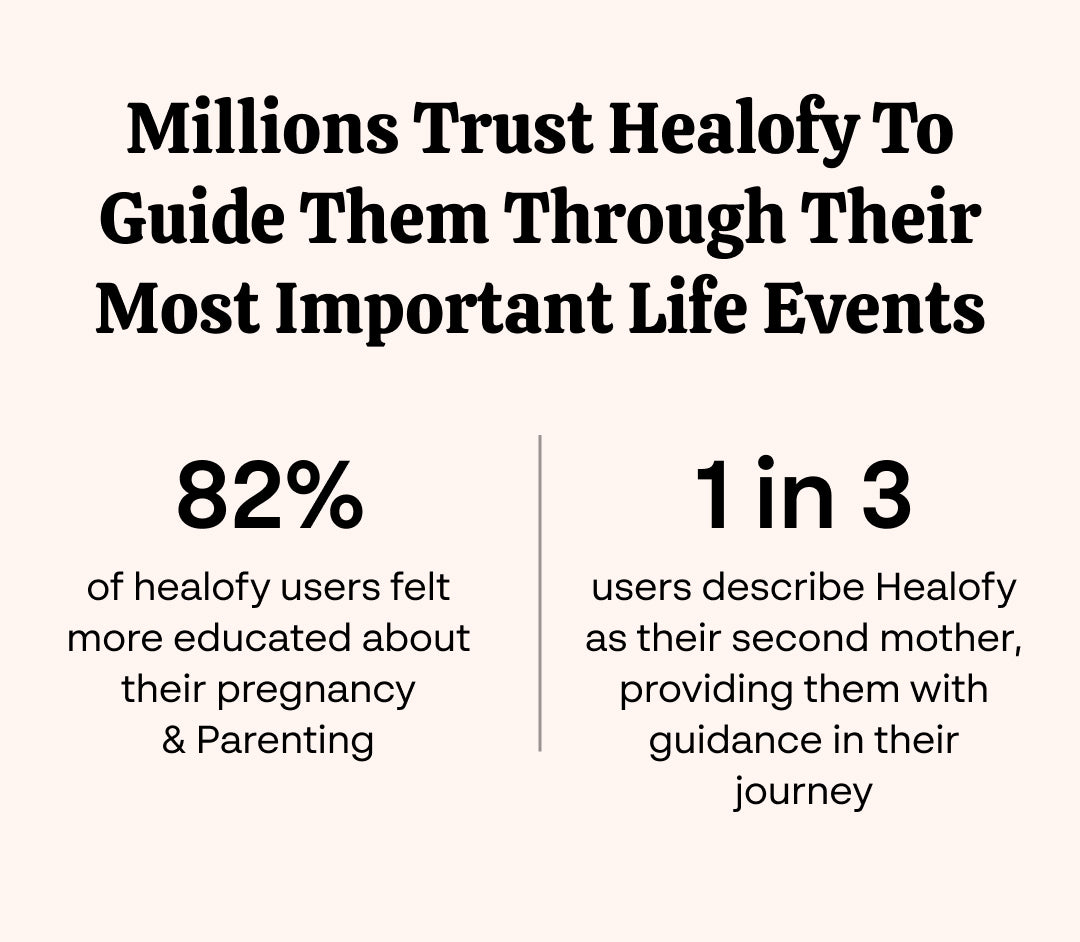 Millions Trust Healofy To
Guide Them Through Their
Most Important Life Events
82%
of healofy users felt
more educated about
their pregnancy
& Parenting
1 in 3
users describe Healofy
as their second mother,
providing them with
guidance in their
journey